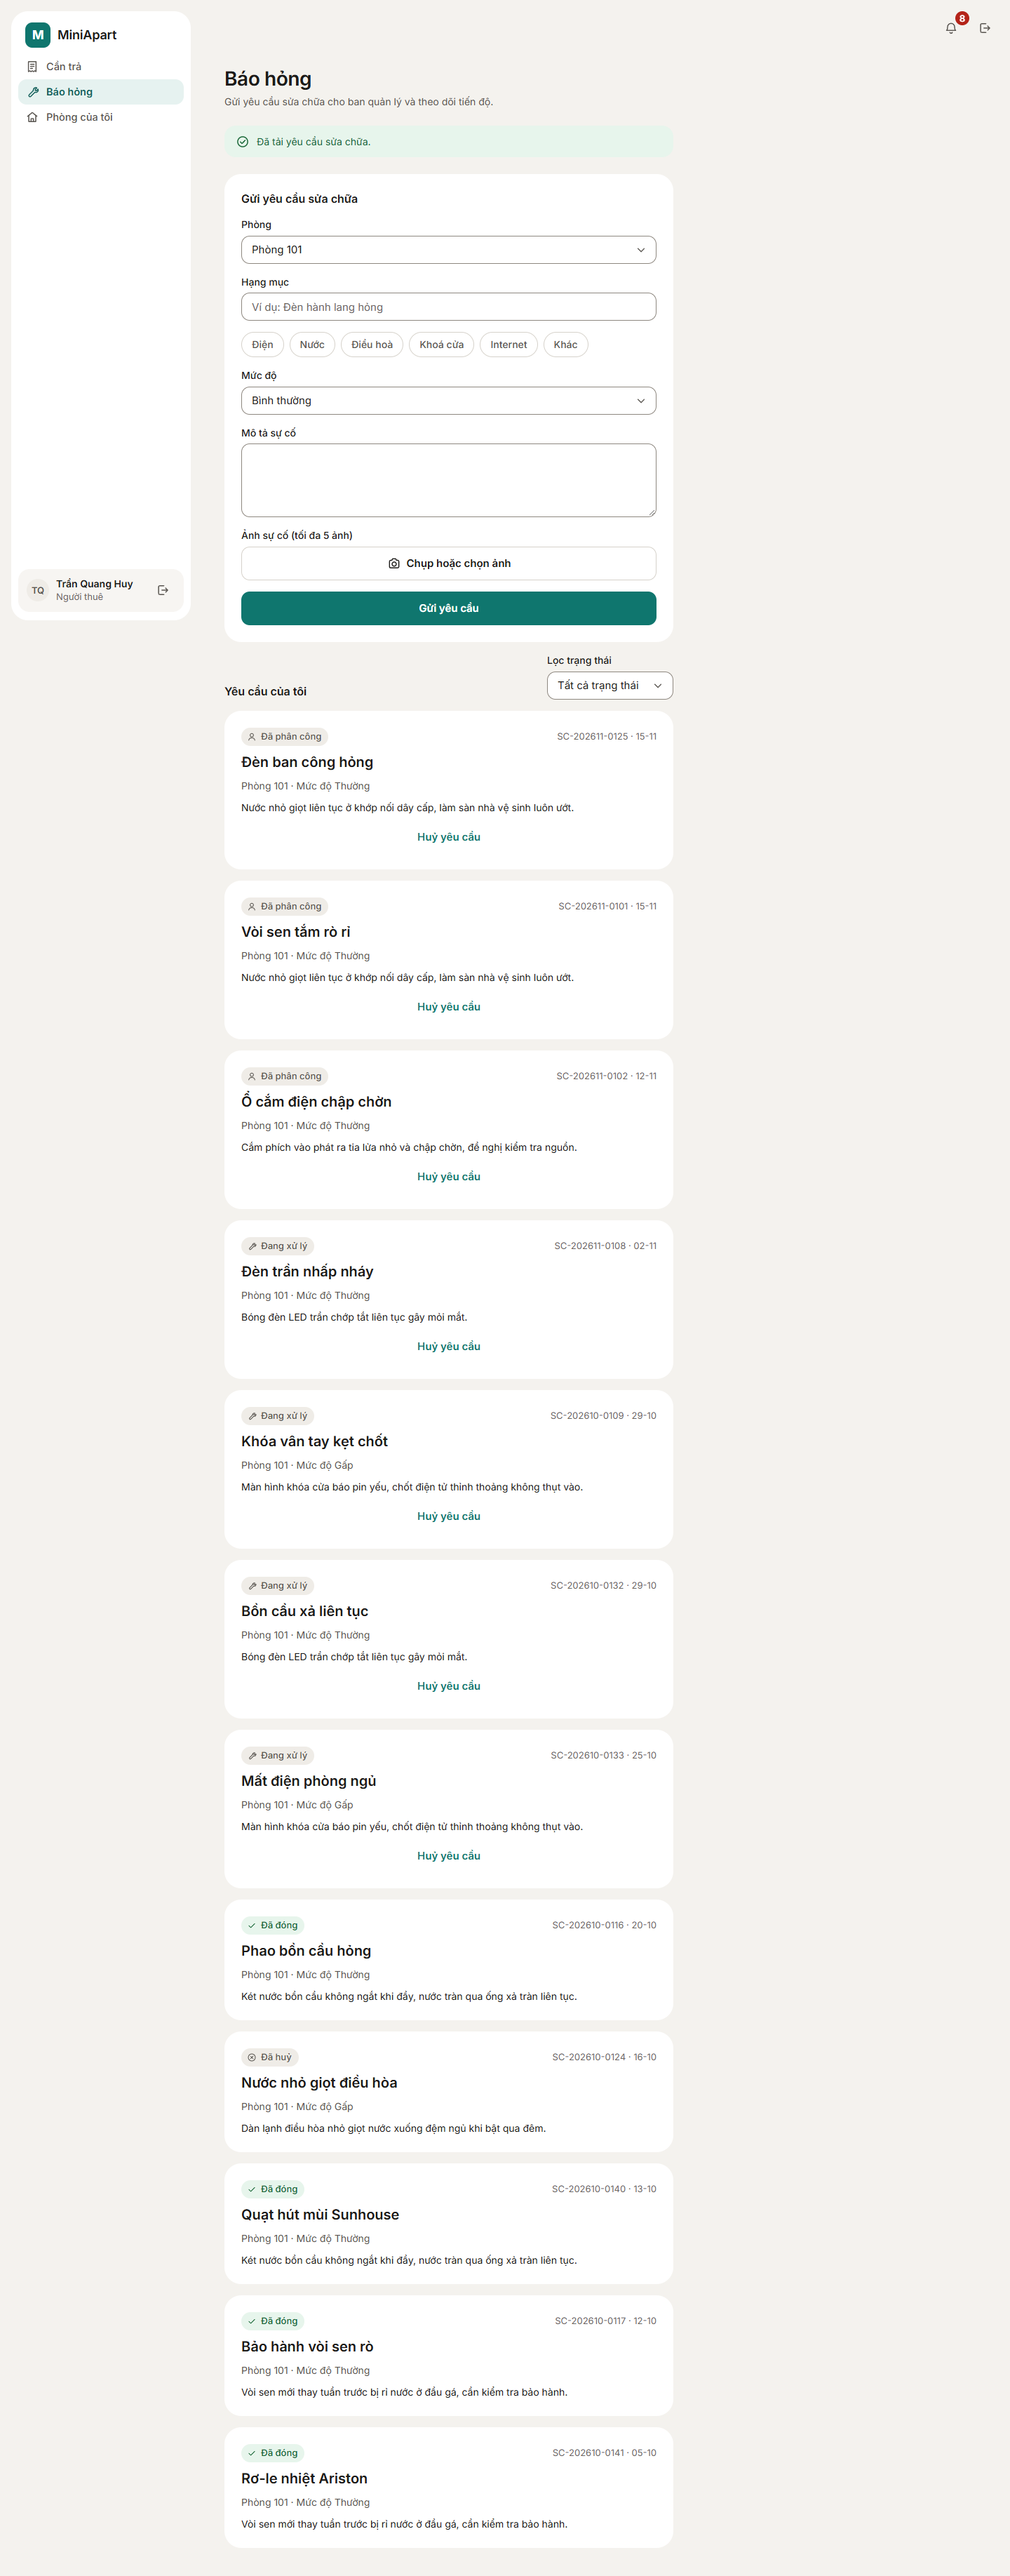 M MiniApart
Cần trả
Báo hỏng
Phòng của tôi
TQ
Trần Quang Huy
Người thuê
8
Báo hỏng
Gửi yêu cầu sửa chữa cho ban quản lý và theo dõi tiến độ.
Đã tải yêu cầu sửa chữa.
Gửi yêu cầu sửa chữa
Phòng
Phòng 101
Hạng mục
Ví dụ: Đèn hành lang hỏng
Điện Nước Điều hoà Khoá cửa Internet Khác
Mức độ
Bình thường
Mô tả sự cố
Ảnh sự cố (tối đa 5 ảnh)
Chụp hoặc chọn ảnh
Gửi yêu cầu
Lọc trạng thái
Yêu cầu của tôi
Tất cả trạng thái
Đã phân công SC-202611-0125 · 15-11
Đèn ban công hỏng
Phòng 101 · Mức độ Thường
Nước nhỏ giọt liên tục ở khớp nối dây cấp, làm sàn nhà vệ sinh luôn ướt.
Huỷ yêu cầu
Đã phân công SC-202611-0101 · 15-11
Vòi sen tắm rò rỉ
Phòng 101 · Mức độ Thường
Nước nhỏ giọt liên tục ở khớp nối dây cấp, làm sàn nhà vệ sinh luôn ướt.
Huỷ yêu cầu
Đã phân công SC-202611-0102 · 12-11
Ổ cắm điện chập chờn
Phòng 101 · Mức độ Thường
Cắm phích vào phát ra tia lửa nhỏ và chập chờn, đề nghị kiểm tra nguồn.
Huỷ yêu cầu
Đang xử lý SC-202611-0108 · 02-11
Đèn trần nhấp nháy
Phòng 101 · Mức độ Thường
Bóng đèn LED trần chớp tắt liên tục gây mỏi mắt.
Huỷ yêu cầu
Đang xử lý SC-202610-0109 · 29-10
Khóa vân tay kẹt chốt
Phòng 101 · Mức độ Gấp
Màn hình khóa cửa báo pin yếu, chốt điện tử thỉnh thoảng không thụt vào.
Huỷ yêu cầu
Đang xử lý SC-202610-0132 · 29-10
Bồn cầu xả liên tục
Phòng 101 · Mức độ Thường
Bóng đèn LED trần chớp tắt liên tục gây mỏi mắt.
Huỷ yêu cầu
Đang xử lý SC-202610-0133 · 25-10
Mất điện phòng ngủ
Phòng 101 · Mức độ Gấp
Màn hình khóa cửa báo pin yếu, chốt điện tử thỉnh thoảng không thụt vào.
Huỷ yêu cầu
Đã đóng SC-202610-0116 · 20-10
Phao bồn cầu hỏng
Phòng 101 · Mức độ Thường
Két nước bồn cầu không ngắt khi đầy, nước tràn qua ống xả tràn liên tục.
Đã huỷ SC-202610-0124 · 16-10
Nước nhỏ giọt điều hòa
Phòng 101 · Mức độ Gấp
Dàn lạnh điều hòa nhỏ giọt nước xuống đệm ngủ khi bật qua đêm.
Đã đóng SC-202610-0140 · 13-10
Quạt hút mùi Sunhouse
Phòng 101 · Mức độ Thường
Két nước bồn cầu không ngắt khi đầy, nước tràn qua ống xả tràn liên tục.
Đã đóng SC-202610-0117 · 12-10
Bảo hành vòi sen rò
Phòng 101 · Mức độ Thường
Vòi sen mới thay tuần trước bị rỉ nước ở đầu gá, cần kiểm tra bảo hành.
Đã đóng SC-202610-0141 · 05-10
Rơ-le nhiệt Ariston
Phòng 101 · Mức độ Thường
Vòi sen mới thay tuần trước bị rỉ nước ở đầu gá, cần kiểm tra bảo hành.